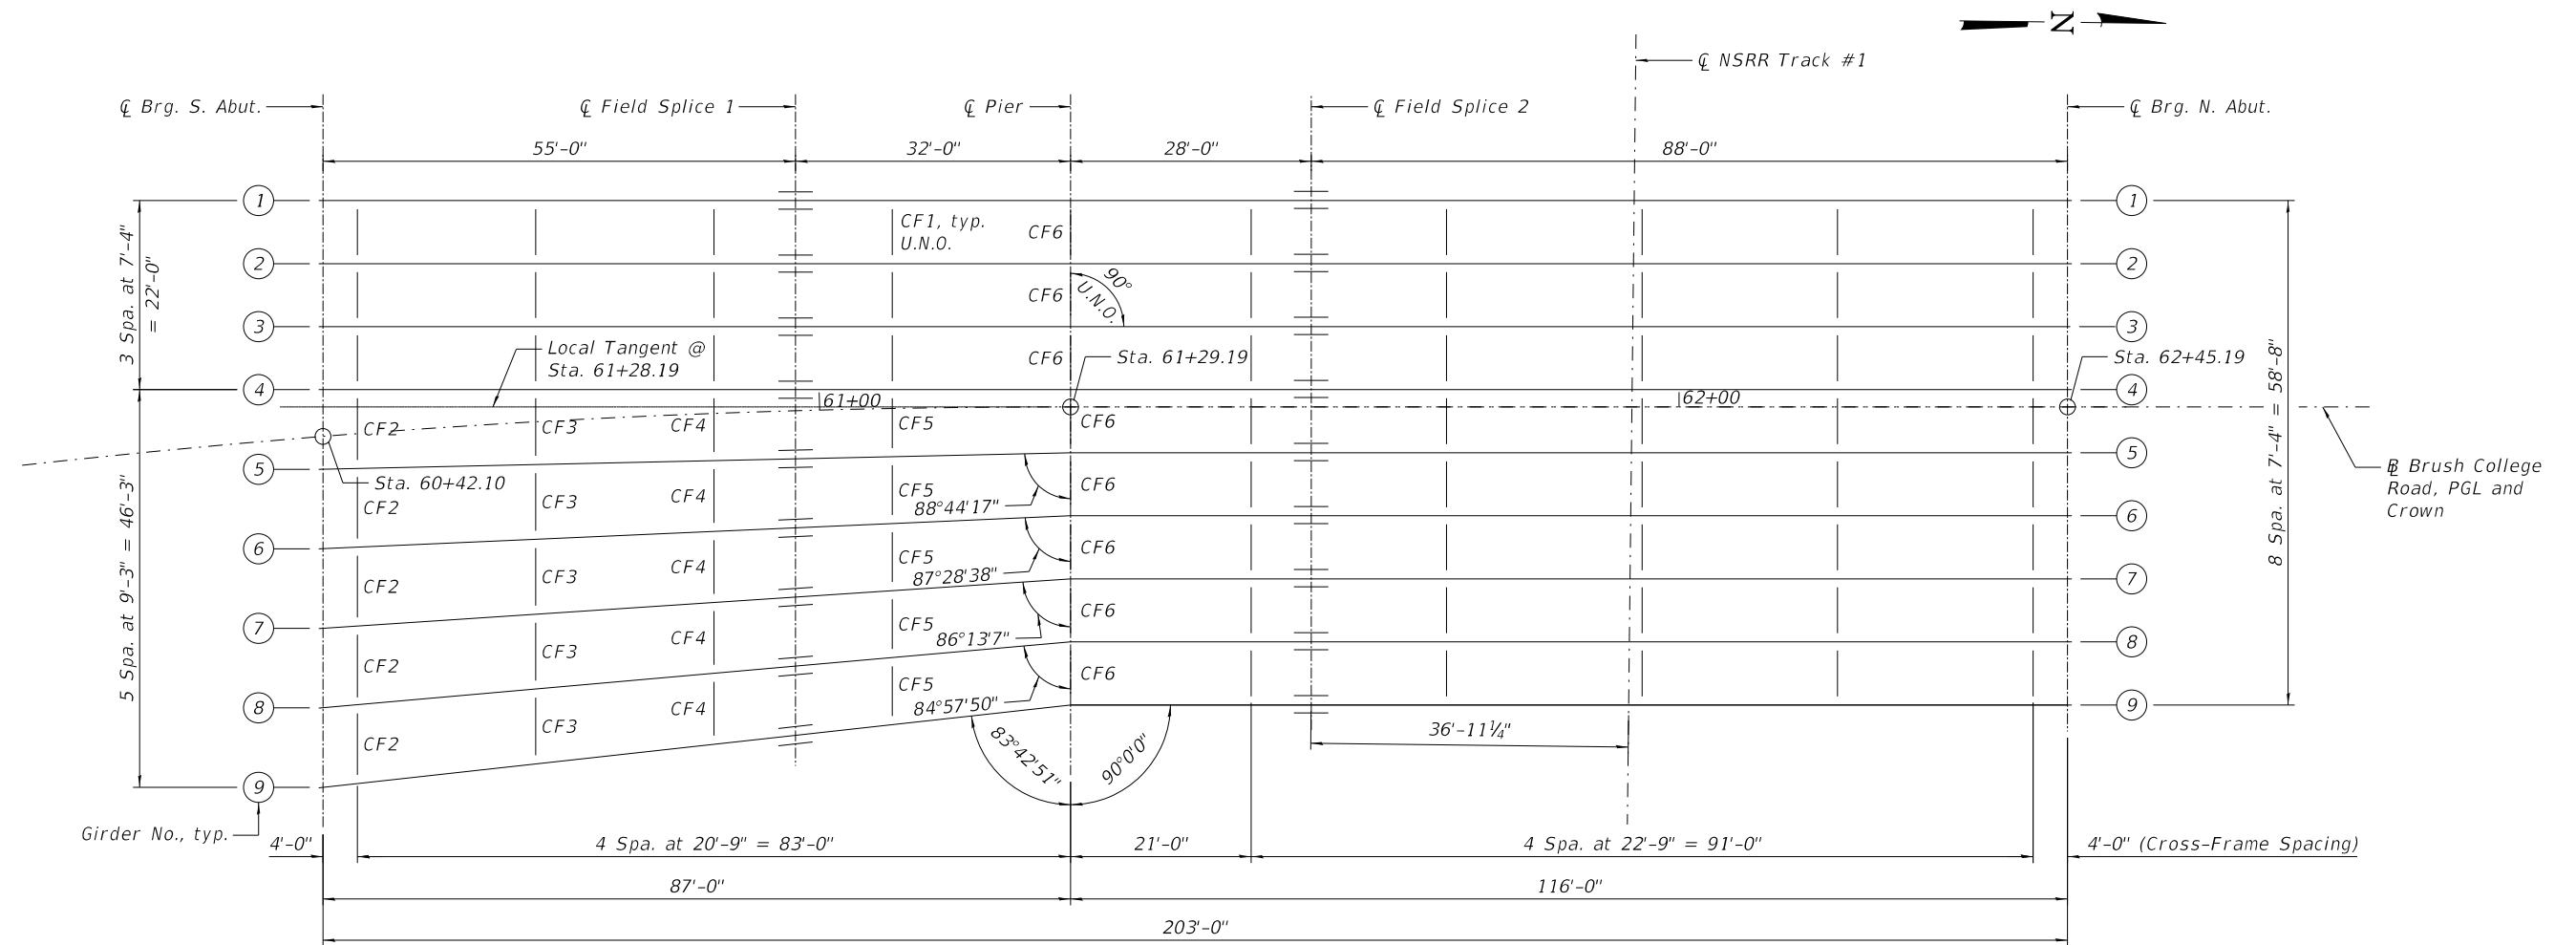 N
℄ NSRR Track #1
℄ Brg. S. Abut.
℄ Field Splice 1
℄ Pier
℄ Field Splice 2
℄ Brg. N. Abut.
55'-0"
32'-0"
28'-0"
88'-0"
1
1
CF1, typ.
U.N.O.
CF6
2
2
3 Spa. at 7'-4"
= 22'-0"
CF6
90°
U.N.O.
3
3
Local Tangent @
Sta. 61+28.19
CF6
Sta. 61+29.19
Sta. 62+45.19
4
4
61+00
62+00
CF2
CF3
CF4
CF5
CF6
5
5
Sta. 60+42.10
CF2
CF3
CF4
CF5
88°44'17"
CF6
8 Spa. at 7'-4" = 58'-8"
B Brush College
Road, PGL and
Crown
6
6
5 Spa. at 9'-3" = 46'-3"
CF2
CF3
CF4
CF5
87°28'38"
CF6
7
7
CF2
CF3
CF4
CF5
86°13'7"
CF6
8
8
CF2
CF3
CF4
CF5
84°57'50"
CF6
9
9
83°42'51"
90°0'0"
36'-11¼"
Girder No., typ.
4'-0"
4 Spa. at 20'-9" = 83'-0"
21'-0"
4 Spa. at 22'-9" = 91'-0"
4'-0" (Cross-Frame Spacing)
87'-0"
116'-0"
203'-0"